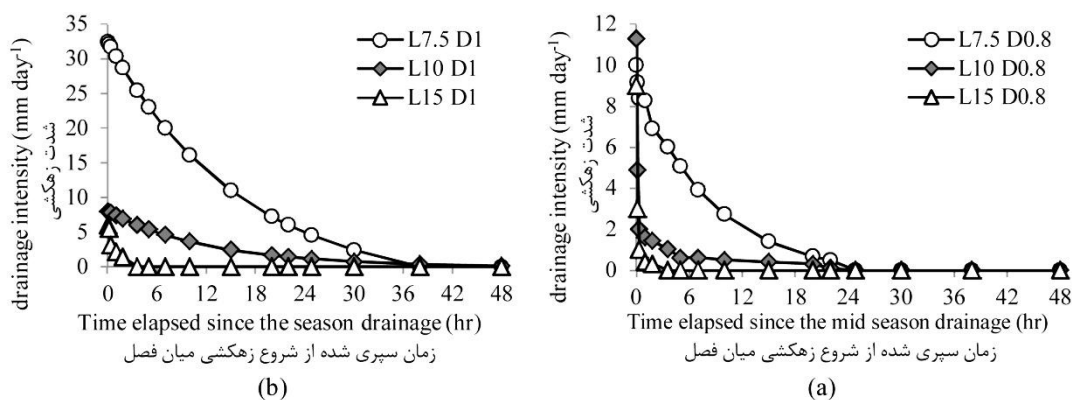 35
30
25
20
15
10
5
0
drainage intensity (mm day-1)
شدت زهکشی
L7.5 D1
L10 D1
L15 D1
0 6 12 18 24 30 36 42 48
Time elapsed since the season drainage (hr)
زمان سپری شده از شروع زهکشی میان فصل
(b)
12
10
8
6
4
2
0
drainage intensity (mm day-1)
شدت زهکشی
L7.5 D0.8
L10 D0.8
L15 D0.8
0 6 12 18 24 30 36 42 48
Time elapsed since the mid season drainage (hr)
زمان سپری شده از شروع زهکشی میان فصل
(a)